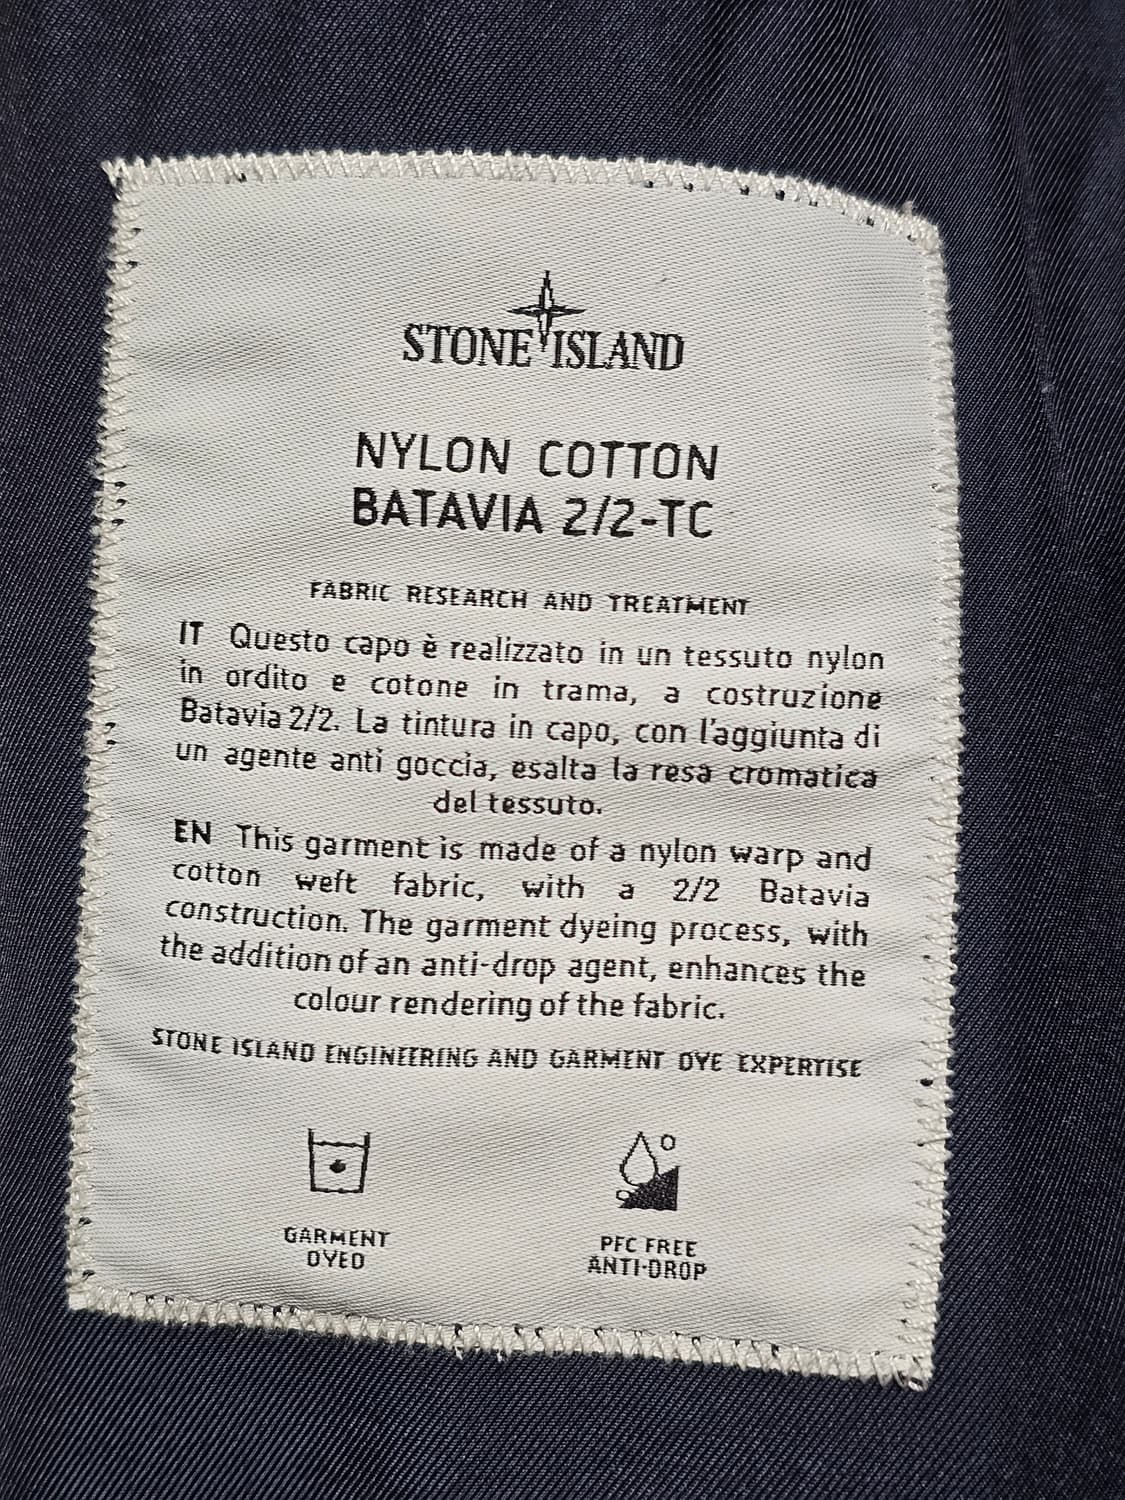 STONE ISLAND
NYLON COTTON
BATAVIA 2/2-TC
FABRIC RESEARCH AND TREATMENT
IT Questo capo è realizzato in un tessuto nylon
in ordito e cotone in trama, a costruzione
Batavia 2/2. La tintura in capo, con l'aggiunta di
un agente anti goccia, esalta la resa cromatica
del tessuto.
EN This garment is made of a nylon warp and
cotton weft fabric, with a 2/2 Batavia
construction. The garment dyeing process, with
the addition of an anti-drop agent, enhances the
colour rendering of the fabric.
STONE ISLAND ENGINEERING AND GARMENT DYE EXPERTISE
GARMENT
DYED
PFC FREE
ANTI-DROP